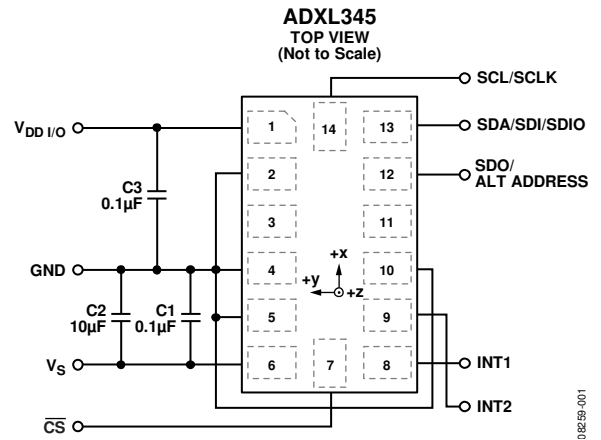 ADXL345
TOP VIEW
(Not to Scale)
SCL/SCLK
VDD I/O
1
14
13
SDA/SDI/SDIO
2
12
SDO/
ALT ADDRESS
C3
0.1µF
3
11
+x
GND
4
10
+y
+z
C2
10µF
C1
0.1µF
5
9
VS
6
7
8
INT1
INT2
CS
08259-001